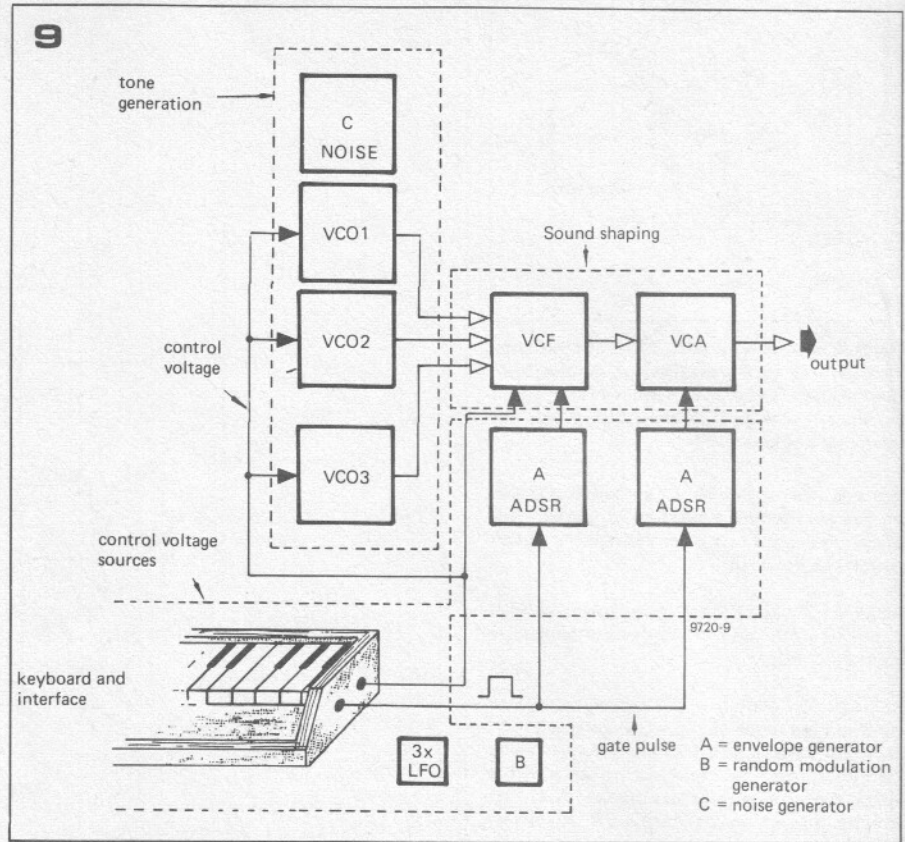 9
tone
generation
C
NOISE
VCO1
Sound shaping
VCO2
VCF
VCA
control
voltage
output
VCO3
A
ADSR
A
ADSR
control voltage
sources
9720-9
keyboard and
interface
gate pulse
3x
LFO
B
A = envelope generator
B = random modulation
generator
C = noise generator